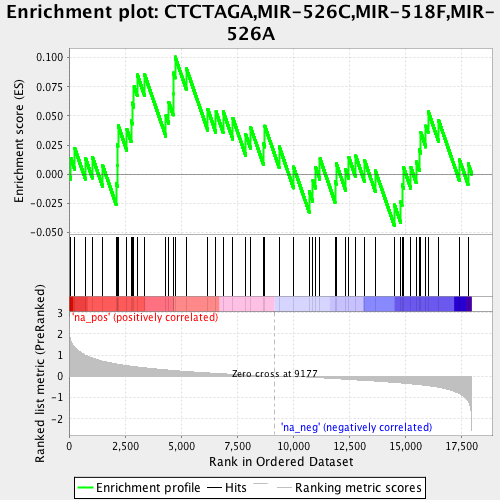 Enrichment plot: CTCTAGA,MIR-526C,MIR-518F,MIR-
526A
Enrichment score (ES)
0.100
0.075
0.050
0.025
0.000
-0.025
-0.050
'na_pos' (positively correlated)
Ranked list metric (PreRanked)
3
2
1
0
-1
-2
Zero cross at 9177
'na_neg' (negatively correlated)
0
2,500
5,000
7,500
10,000
12,500
15,000
17,500
Rank in Ordered Dataset
Enrichment profile
Hits
Ranking metric scores